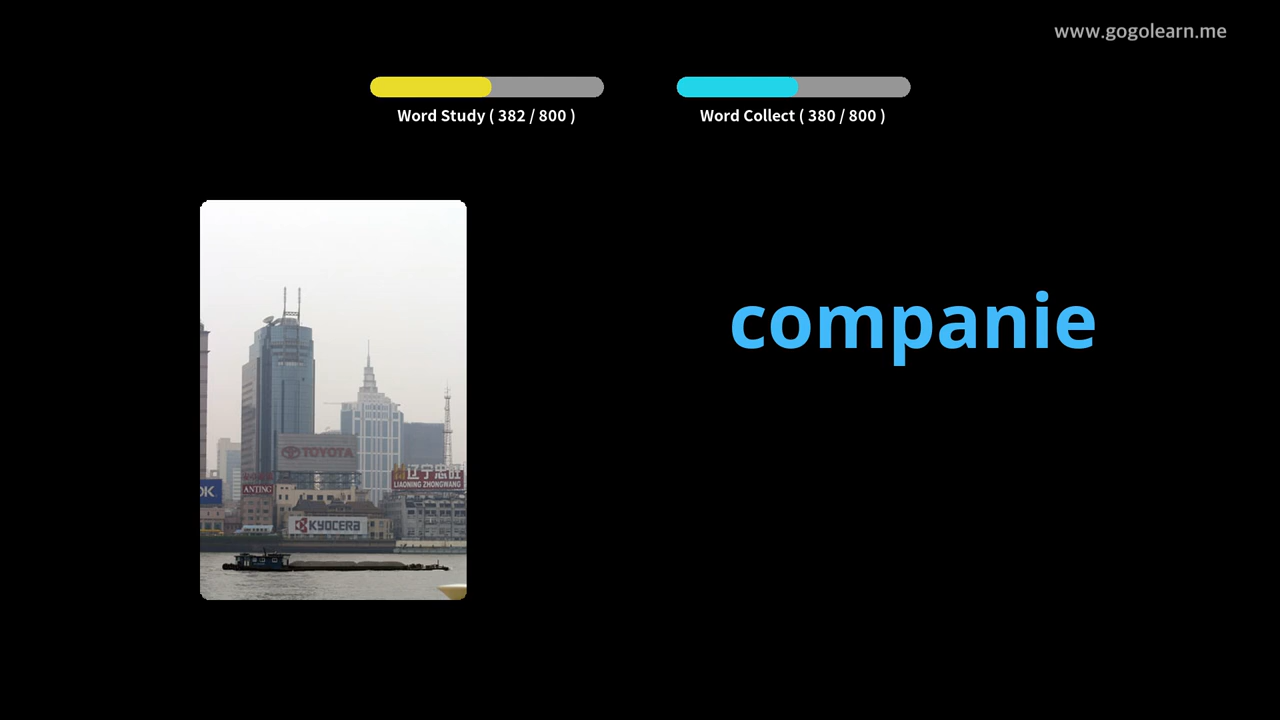 www.gogolearn.me
Word Study ( 382 / 800 )
Word Collect ( 380 / 800 )
companie
TOYOTA
辽宁忠旺
LIAONING ZHONGWANG
OK
ANTING
KYOCERA